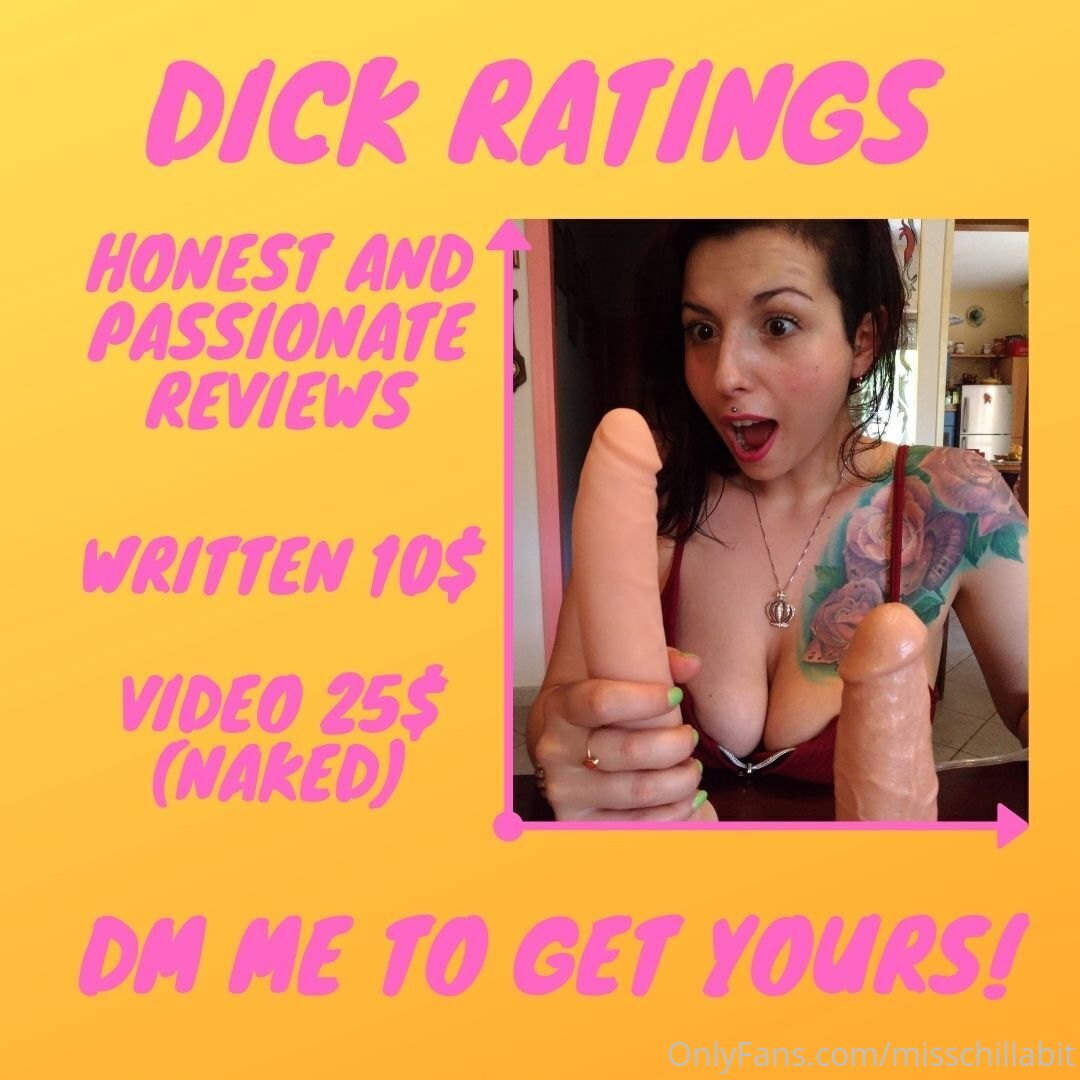 DICK RATINGS
HONEST AND
PASSIONATE
REVIEWS
WRITTEN 10$
VIDEO 25$
(NAKED)
DM ME TO GET YOURS!
OnlyFans.com/misschillabit